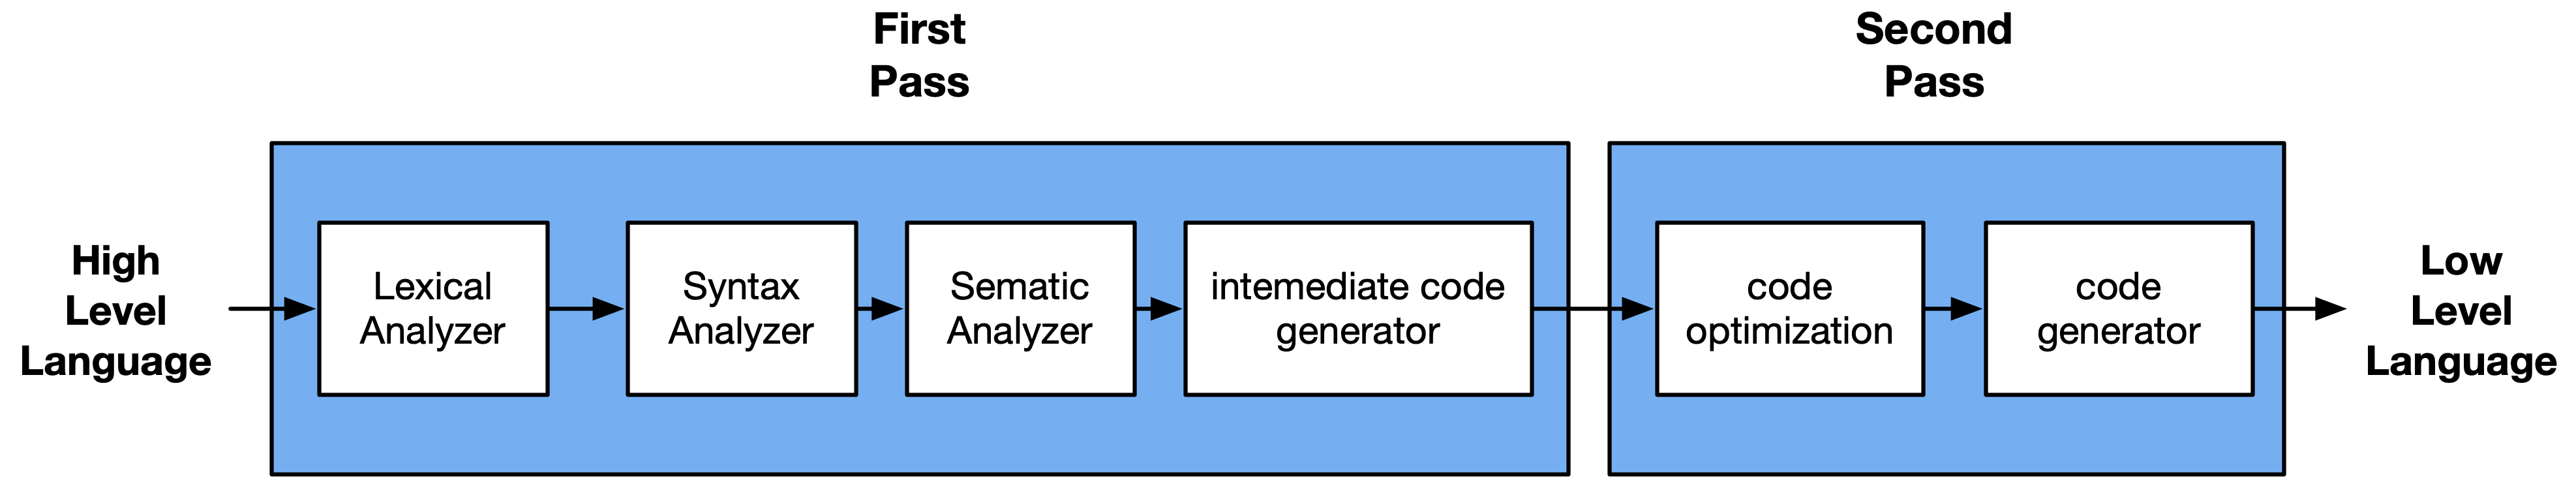 First
Pass
Second
Pass
High
Level
Language
Lexical
Analyzer
Syntax
Analyzer
Sematic
Analyzer
intemediate code
generator
code
optimization
code
generator
Low
Level
Language